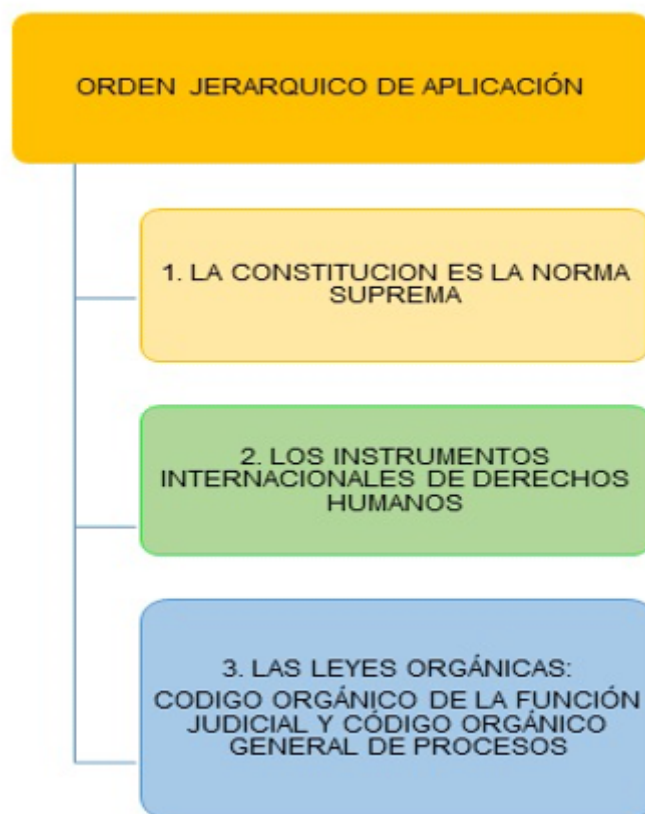 ORDEN JERARQUICO DE APLICACIÓN
1. LA CONSTITUCION ES LA NORMA
SUPREMA
2. LOS INSTRUMENTOS
INTERNACIONALES DE DERECHOS
HUMANOS
3. LAS LEYES ORGÁNICAS:
CODIGO ORGÁNICO DE LA FUNCIÓN
JUDICIAL Y CÓDIGO ORGÁNICO
GENERAL DE PROCESOS